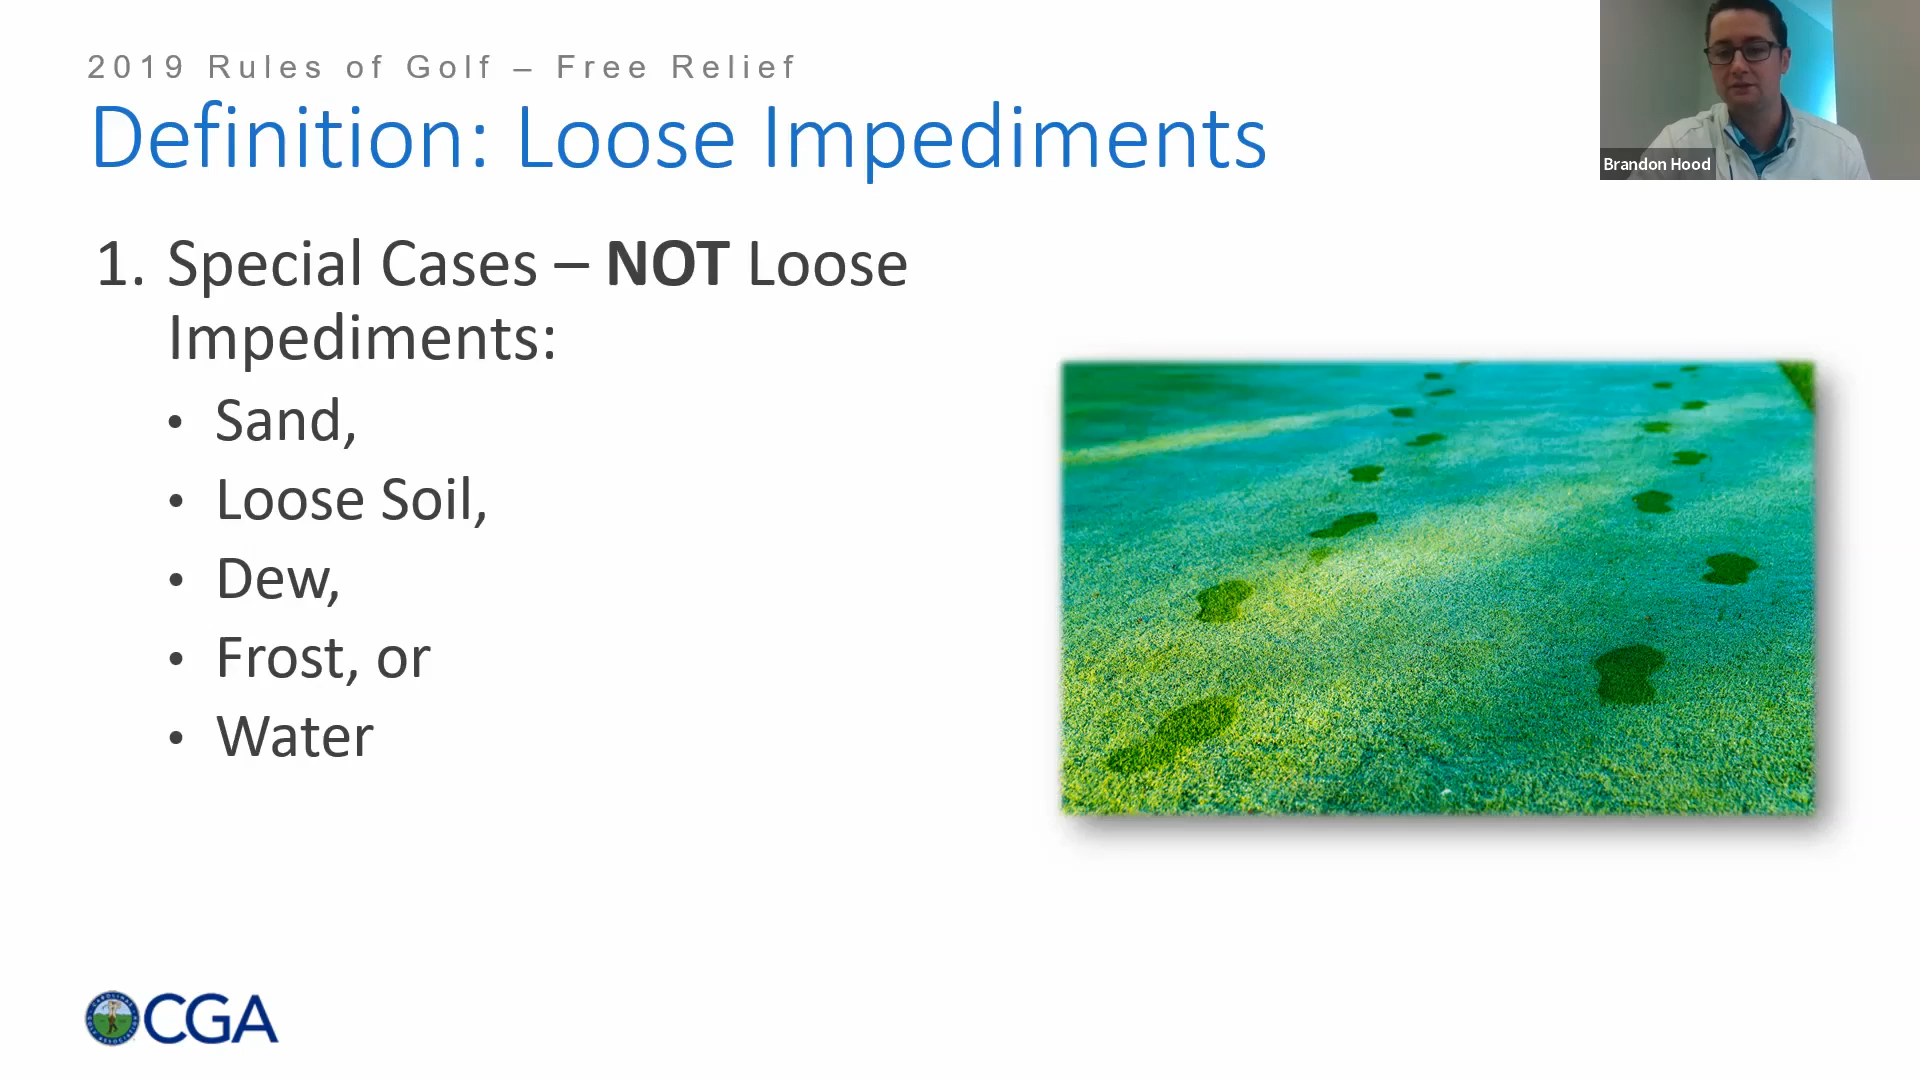 2019 Rules of Golf – Free Relief
Definition: Loose Impediments
Brandon Hood
1. Special Cases – NOT Loose
Impediments:
• Sand,
• Loose Soil,
• Dew,
• Frost, or
• Water
CGA